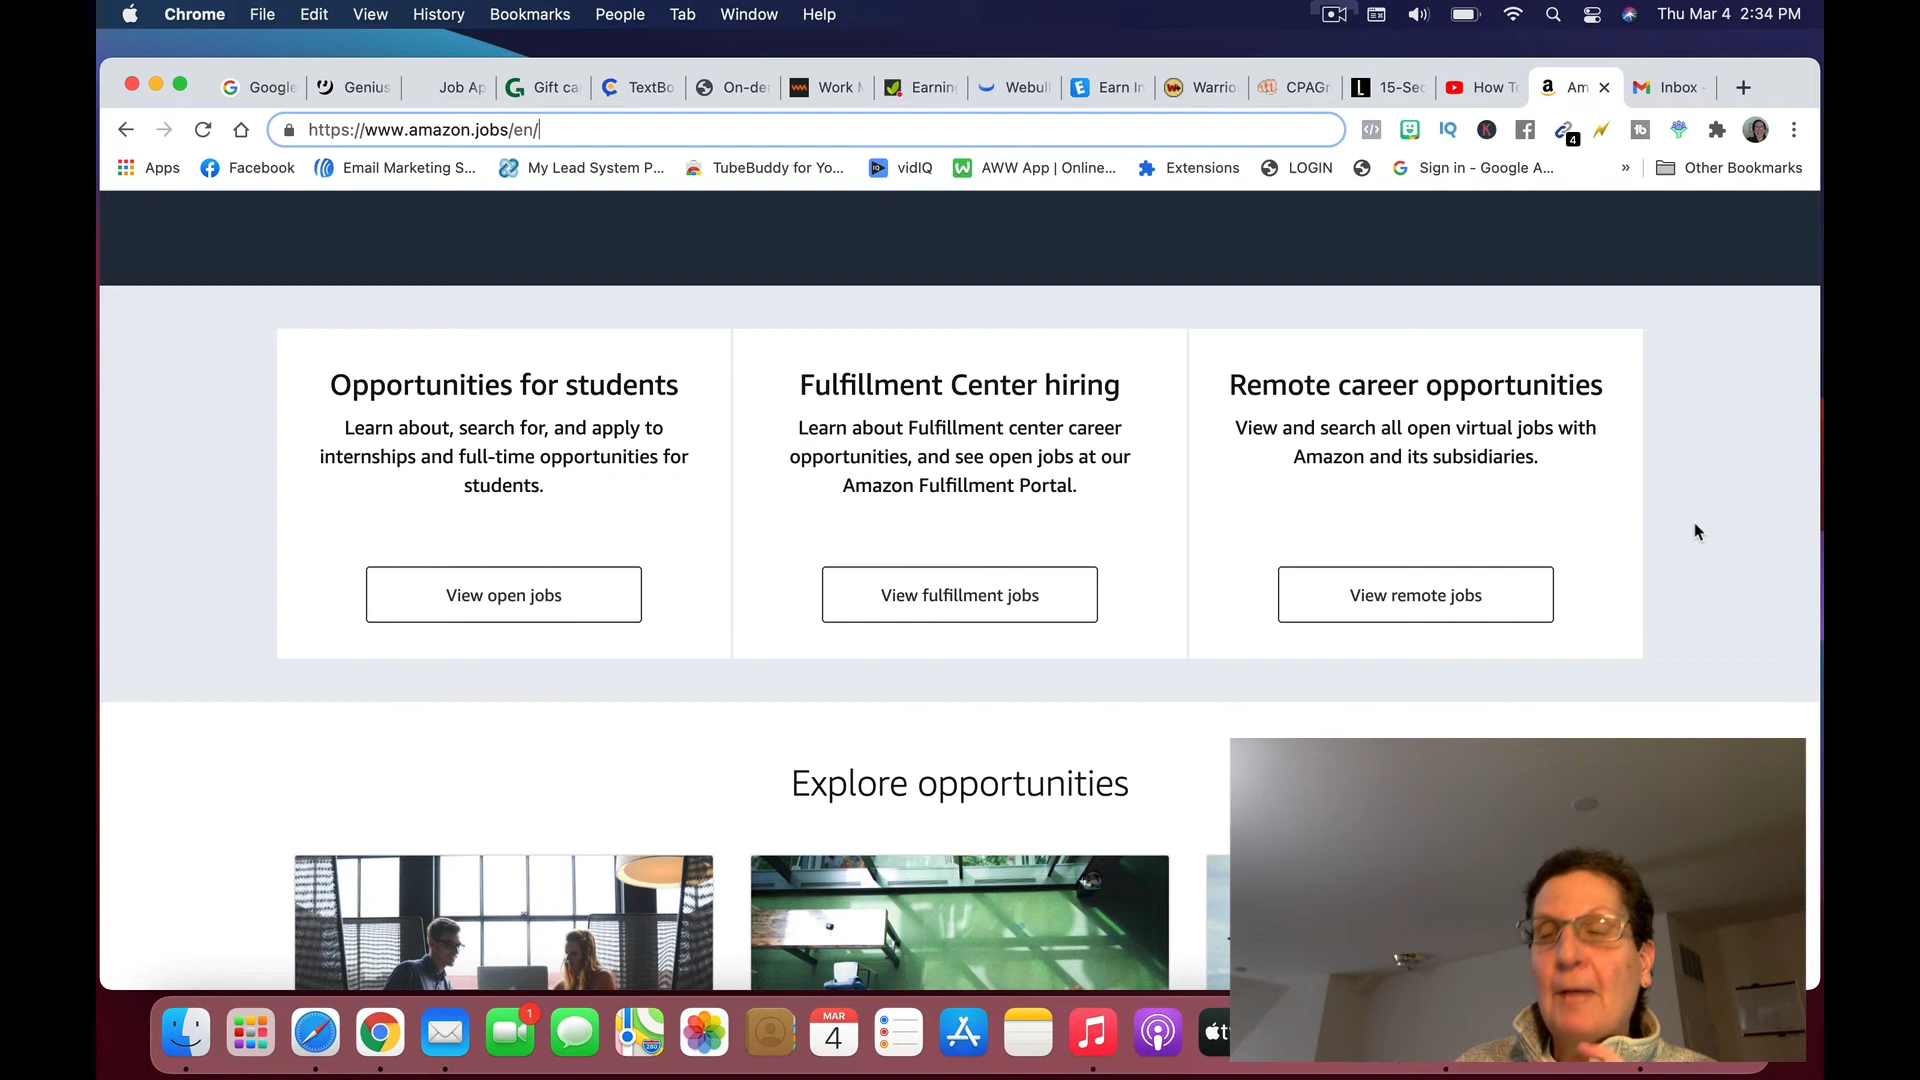 Chrome File Edit View History Bookmarks People Tab Window Help Thu Mar 4 2:34 PM
Google Genius Job Ap Gift ca TextBo On-de Work Earning Webull Earn In Warrio CPAGr 15-Sec How T Am Inbox -
https://www.amazon.jobs/en/
4
Apps Facebook Email Marketing S... My Lead System P... TubeBuddy for Yo... vidIQ AWW App | Online... Extensions LOGIN Sign in - Google A... » Other Bookmarks
Opportunities for students
Learn about, search for, and apply to
internships and full-time opportunities for
students.
View open jobs
Fulfillment Center hiring
Learn about Fulfillment center career
opportunities, and see open jobs at our
Amazon Fulfillment Portal.
View fulfillment jobs
Remote career opportunities
View and search all open virtual jobs with
Amazon and its subsidiaries.
View remote jobs
Explore opportunities
1
MAR
4
tv